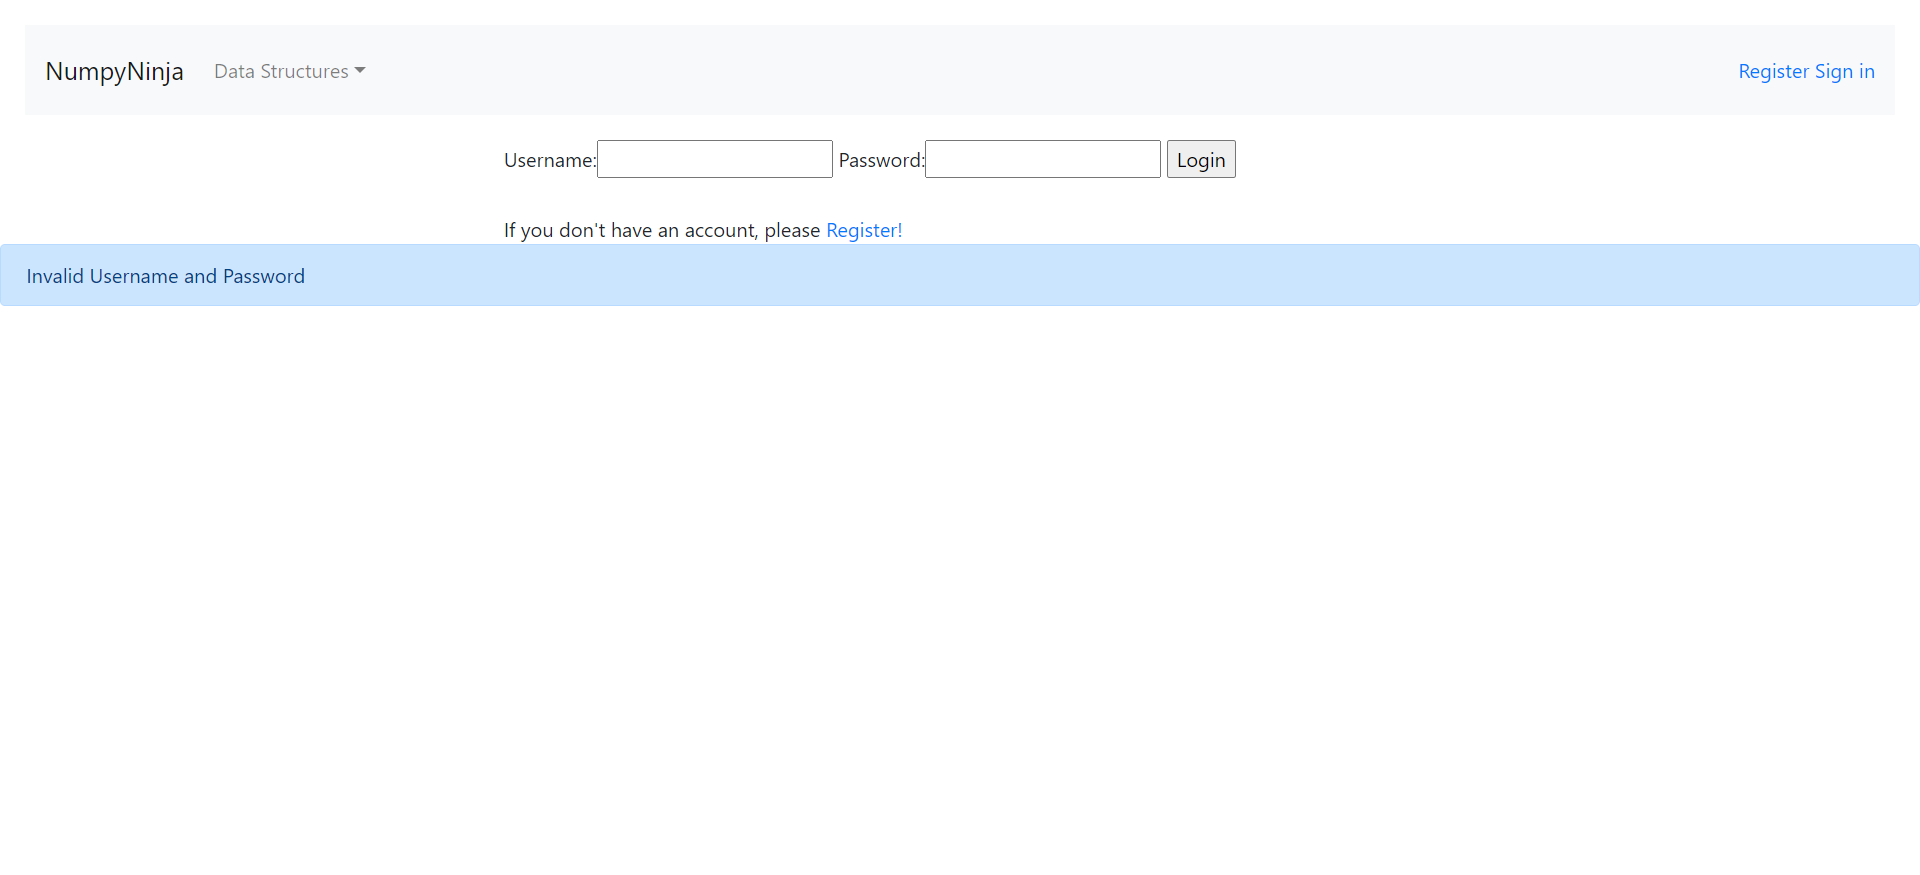 NumpyNinja Data Structures Register Sign in
Username: Password: Login
If you don't have an account, please Register!
Invalid Username and Password